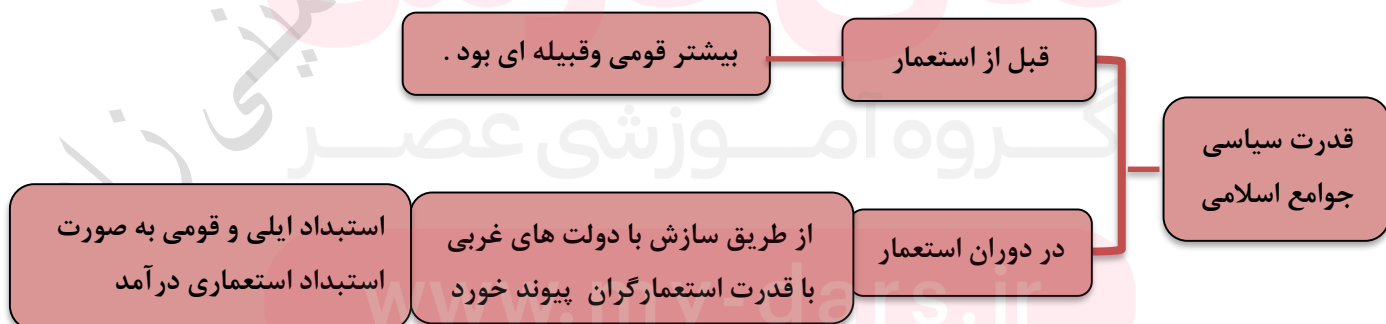 قدرت سیاسی
جوامع اسلامی
قبل از استعمار
بیشتر قومی وقبیله ای بود .
در دوران استعمار
از طریق سازش با دولت های غربی
با قدرت استعمارگران پیوند خورد
استبداد ایلی و قومی به صورت
استبداد استعماری درآمد
گروه آموزشی عصر
www.my-dars.ir